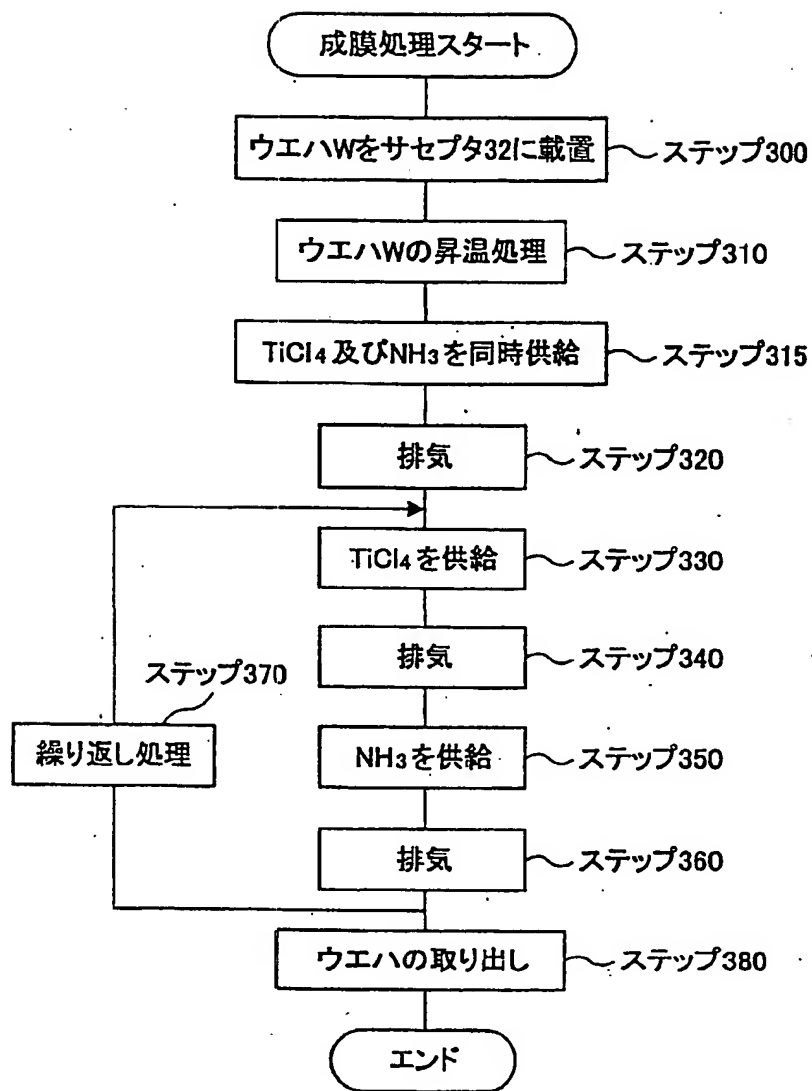 成膜処理スタート
ウエハWをサセプタ32に載置
ステップ300
ウエハWの昇温処理
ステップ310
TiCl₄及びNH₃を同時供給
ステップ315
排気
ステップ320
TiCl₄を供給
ステップ330
排気
ステップ340
ステップ370
繰り返し処理
NH₃を供給
ステップ350
排気
ステップ360
ウエハの取り出し
ステップ380
エンド